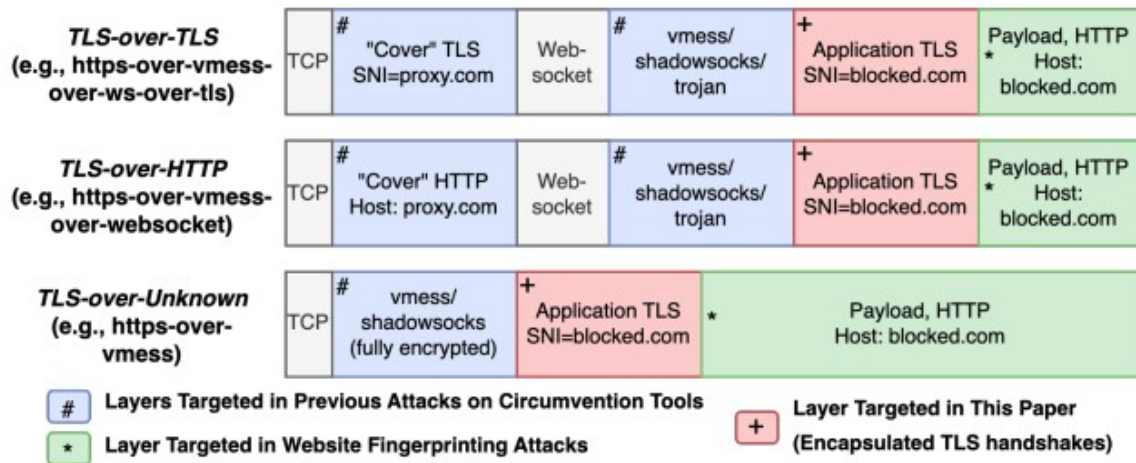 TLS-over-TLS
(e.g., https-over-vmess-
over-ws-over-tls)
TCP
#
"Cover" TLS
SNI=proxy.com
Web-
socket
#
vmess/
shadowsocks/
trojan
+
Application TLS
SNI=blocked.com
Payload, HTTP
* Host:
blocked.com
TLS-over-HTTP
(e.g., https-over-vmess-
over-websocket)
TCP
#
"Cover" HTTP
Host: proxy.com
Web-
socket
#
vmess/
shadowsocks/
trojan
+
Application TLS
SNI=blocked.com
Payload, HTTP
* Host:
blocked.com
TLS-over-Unknown
(e.g., https-over-
vmess)
TCP
#
vmess/
shadowsocks
(fully encrypted)
+
Application TLS
SNI=blocked.com
*
Payload, HTTP
Host: blocked.com
# Layers Targeted in Previous Attacks on Circumvention Tools
* Layer Targeted in Website Fingerprinting Attacks
+ Layer Targeted in This Paper
(Encapsulated TLS handshakes)